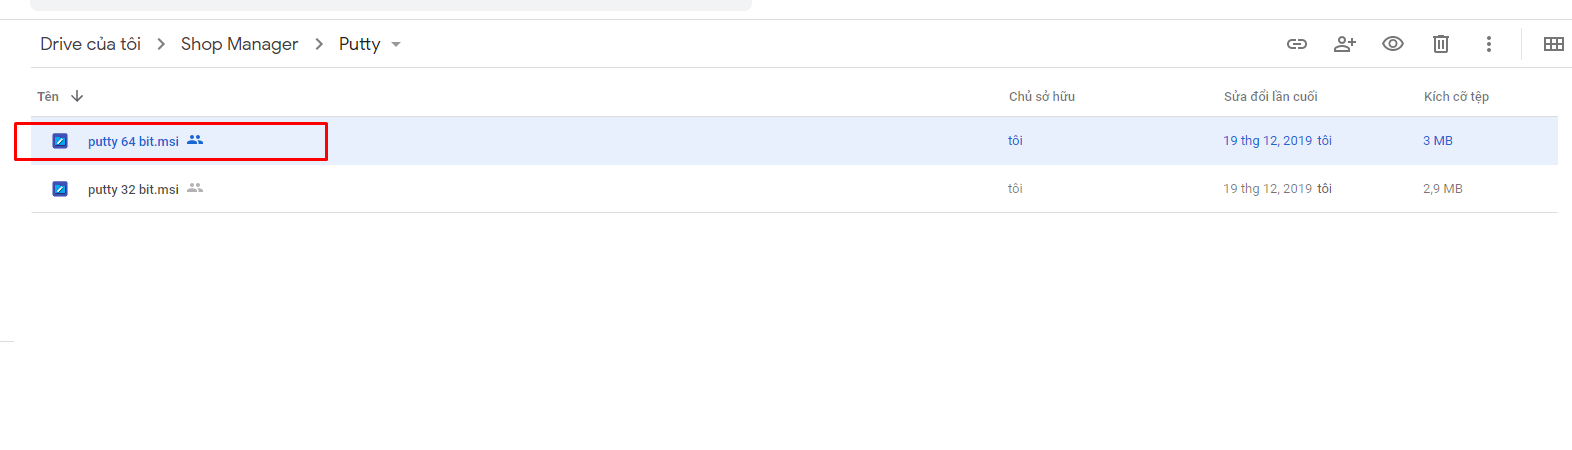 Drive của tôi Shop Manager Putty
Tên Chủ sở hữu Sửa đổi lần cuối Kích cỡ tệp
putty 64 bit.msi tôi 19 thg 12, 2019 tôi 3 MB
putty 32 bit.msi tôi 19 thg 12, 2019 tôi 2,9 MB